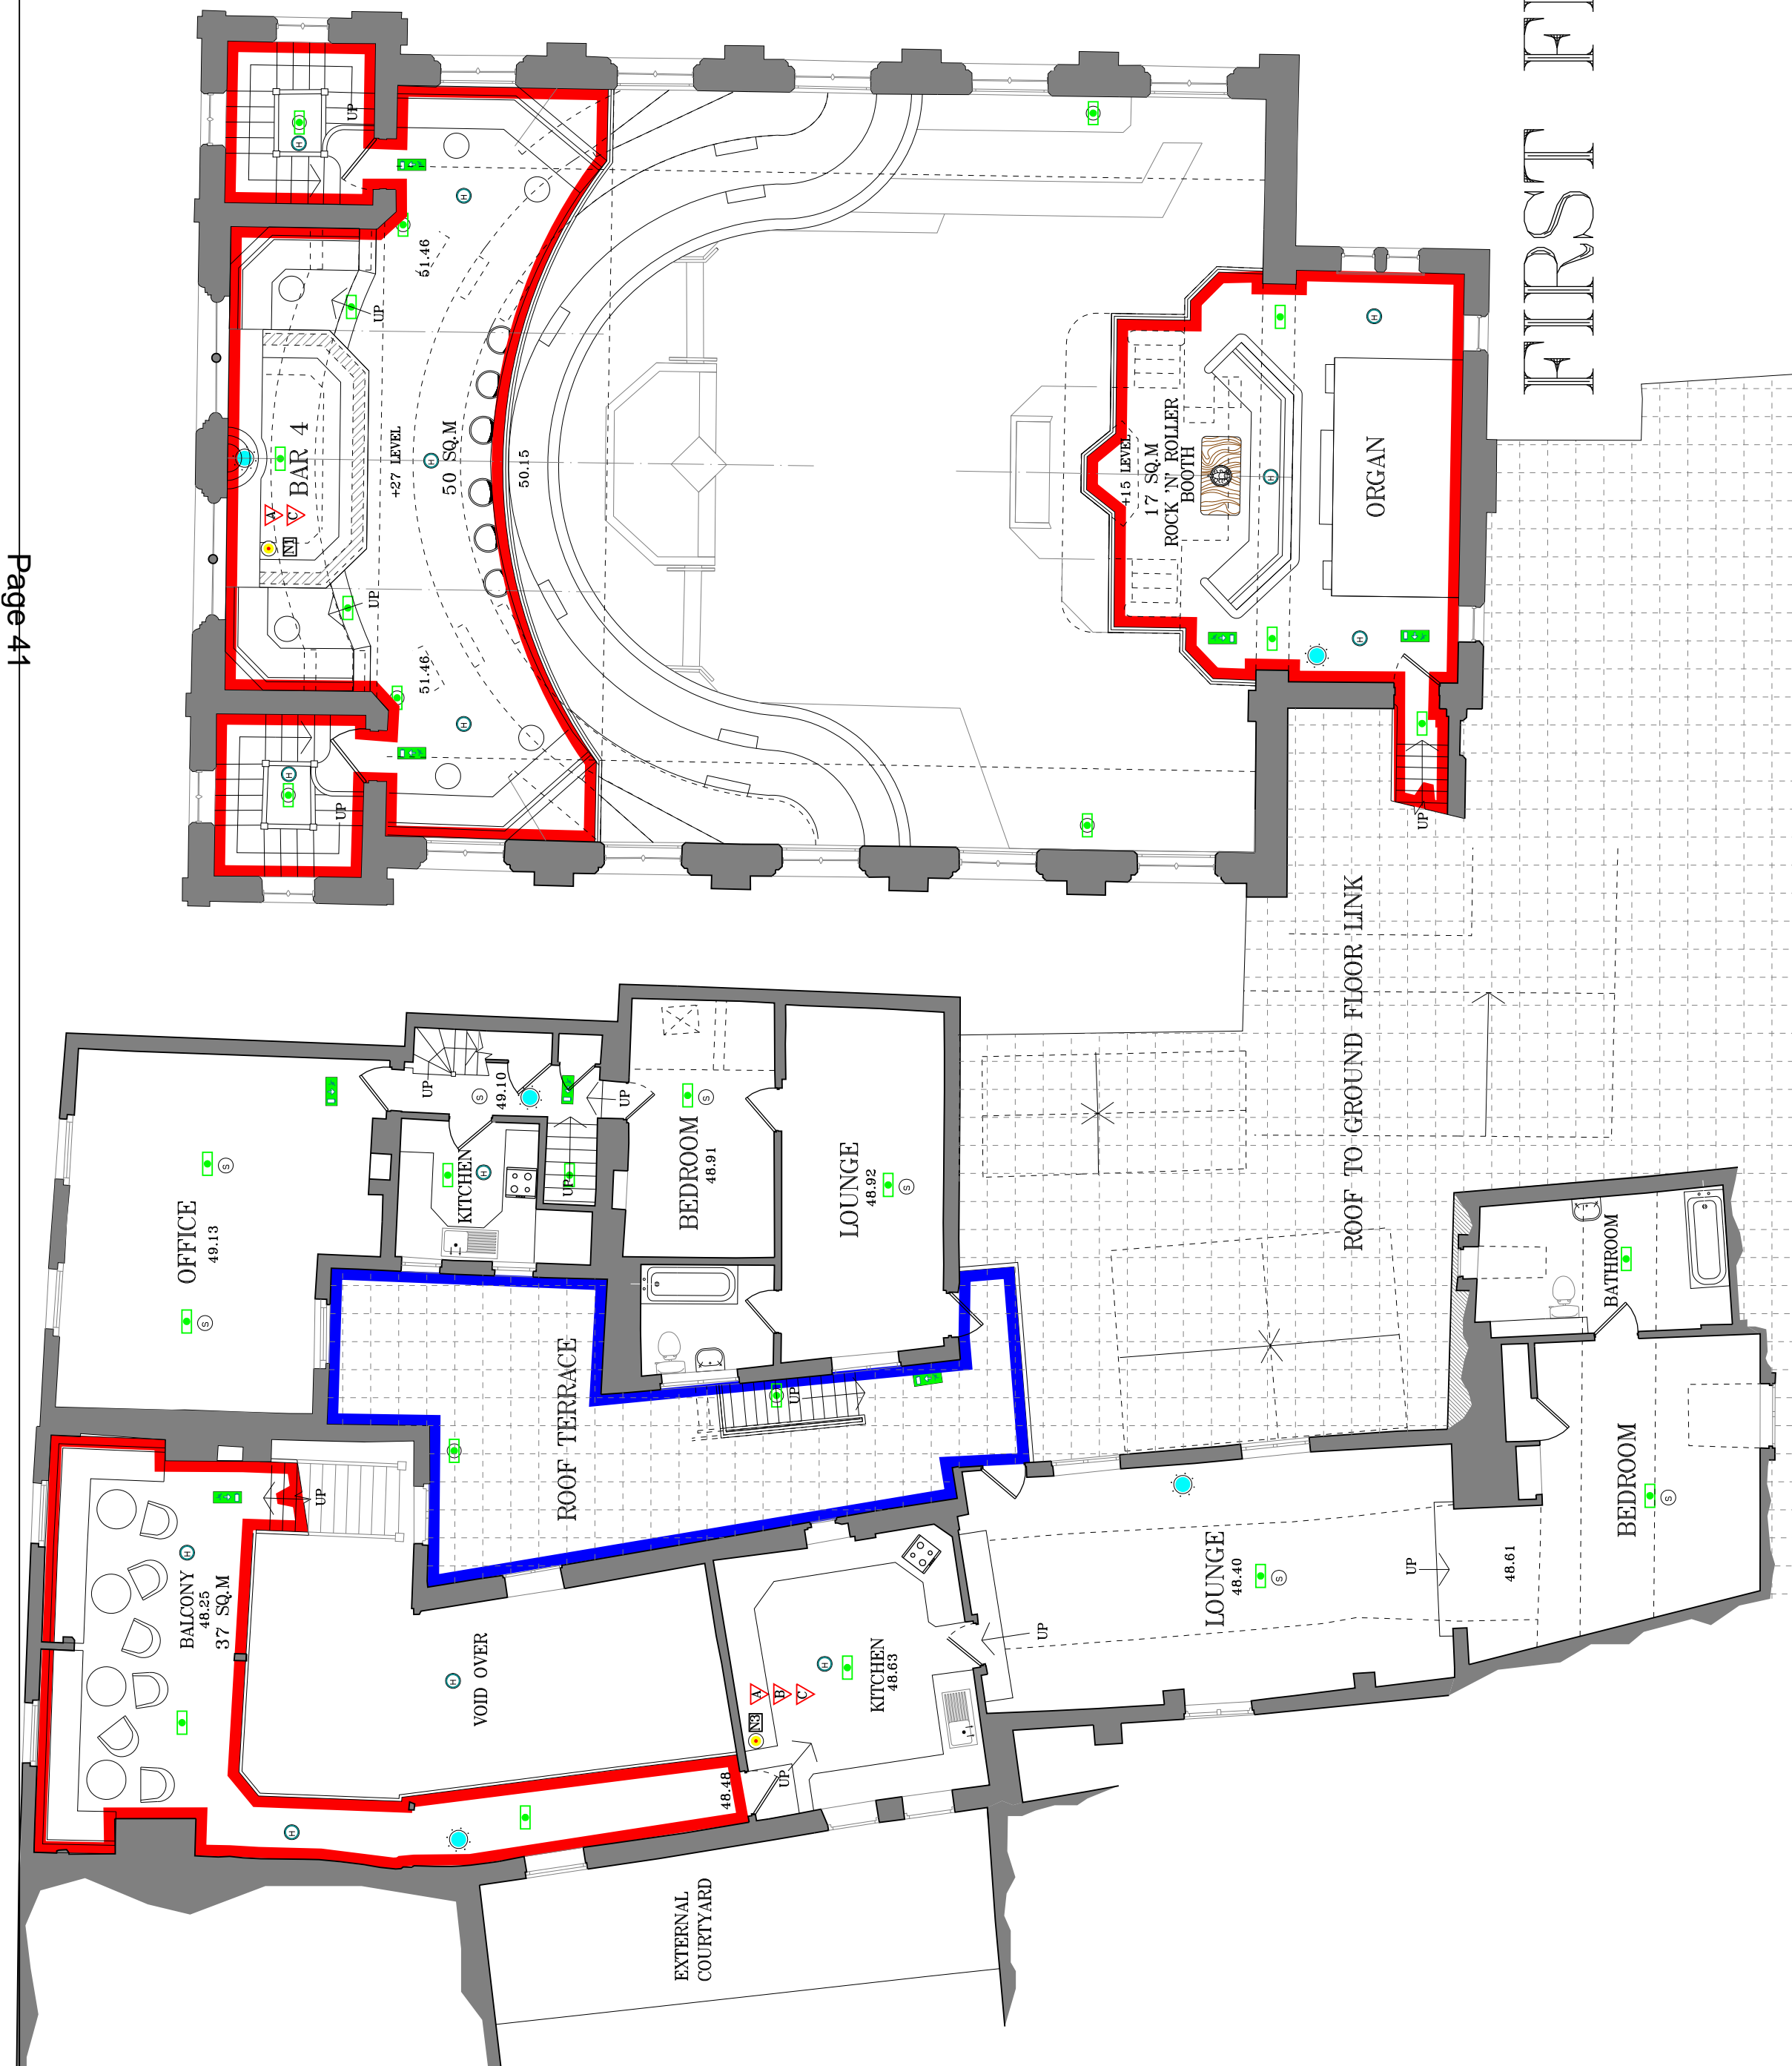 FIRST
Page 41
UP
51.46
UP
BAR 4
+27 LEVEL
50 SQ.M
50.15
A
C
N1
H
UP
51.46
UP
+15 LEVEL
17 SQ.M
ROCK 'N' ROLLER
BOOTH
ORGAN
UP
ROOF TO GROUND FLOOR LINK
OFFICE
49.13
S
S
UP
S
49.10
UP
KITCHEN
H
UP
BEDROOM
48.91
S
LOUNGE
48.92
S
ROOF TERRACE
UP
BATHROOM
BEDROOM
S
LOUNGE
48.40
S
UP
48.61
UP
BALCONY
48.25
37 SQ.M
UP
VOID OVER
H
KITCHEN
48.63
A
B
C
N3
UP
48.48
EXTERNAL
COURTYARD